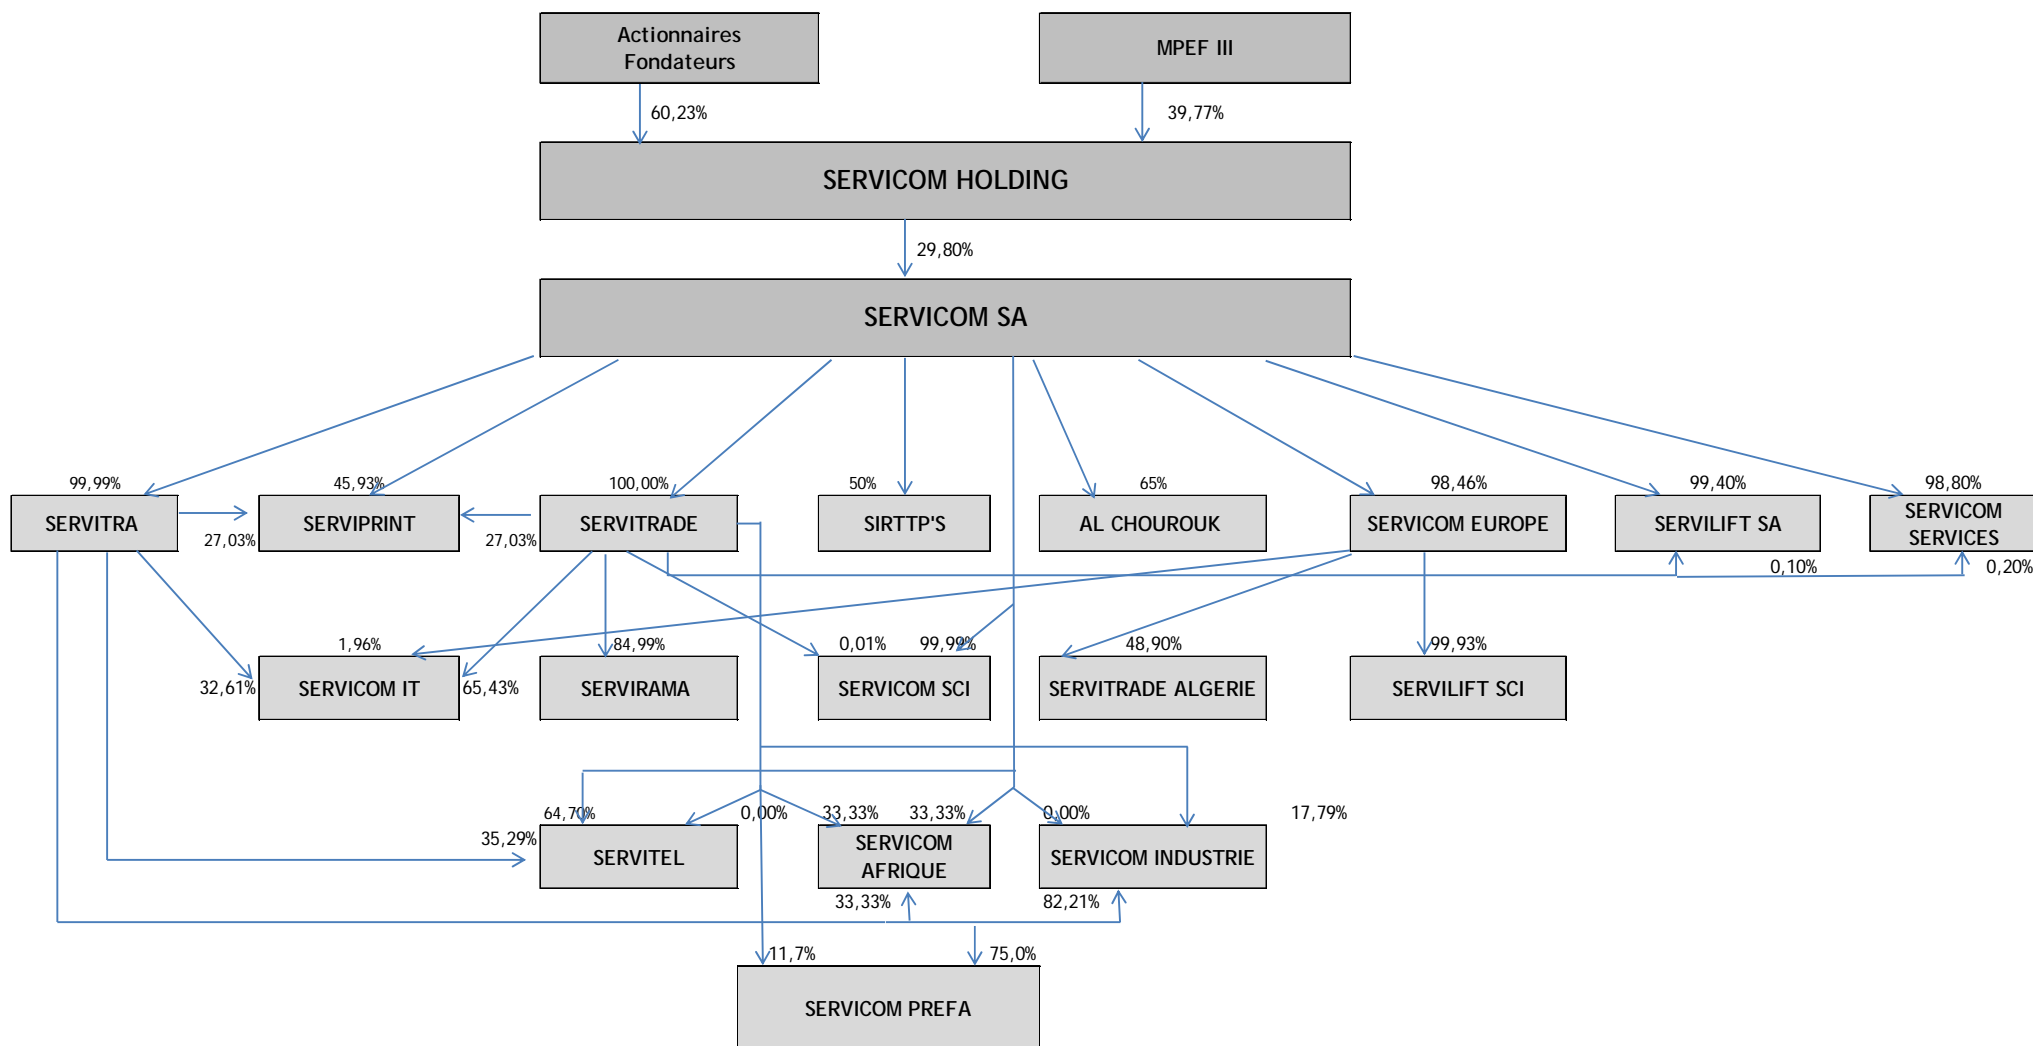 Actionnaires
Fondateurs
MPEF III
60,23%
39,77%
SERVICOM HOLDING
29,80%
SERVICOM SA
99,99%
45,93%
100,00%
50%
65%
98,46%
99,40%
98,80%
SERVITRA
SERVIPRINT
SERVITRADE
SIRTTP'S
AL CHOUROUK
SERVICOM EUROPE
SERVILIFT SA
SERVICOM
SERVICES
27,03%
27,03%
0,10%
0,20%
1,96%
84,99%
0,01%
99,99%
48,90%
99,93%
32,61%
SERVICOM IT
65,43%
SERVIRAMA
SERVICOM SCI
SERVITRADE ALGERIE
SERVILIFT SCI
64,70%
0,00%
33,33%
33,33%
0,00%
17,79%
35,29%
SERVITEL
SERVICOM
AFRIQUE
SERVICOM INDUSTRIE
33,33%
82,21%
11,7%
75,0%
SERVICOM PREFA